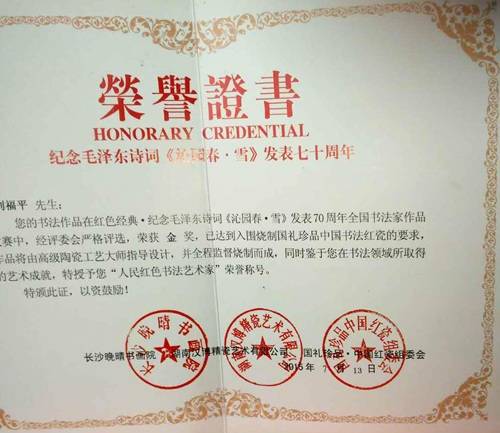 榮譽證書
HONORARY CREDENTIAL
纪念毛泽东诗词《沁园春·雪》发表七十周年
刘福平 先生:
您的书法作品在红色经典·纪念毛泽东诗词《沁园春·雪》发表70周年全国书法家作品
大赛中,经评委会严格评选,荣获 金 奖,已达到入围烧制国礼珍品中国书法红瓷的要求,
作品将由高级陶瓷工艺大师指导设计,并全程监督烧制而成,同时鉴于您在书法领域所取得
的艺术成就,特授予您“人民红色书法艺术家”荣誉称号。
特颁此证,以资鼓励!
长沙晚晴书画院 湖南汉博精瓷艺术有限公司、国礼珍品·中国红瓷组委会
2015 年 7 月 13 日